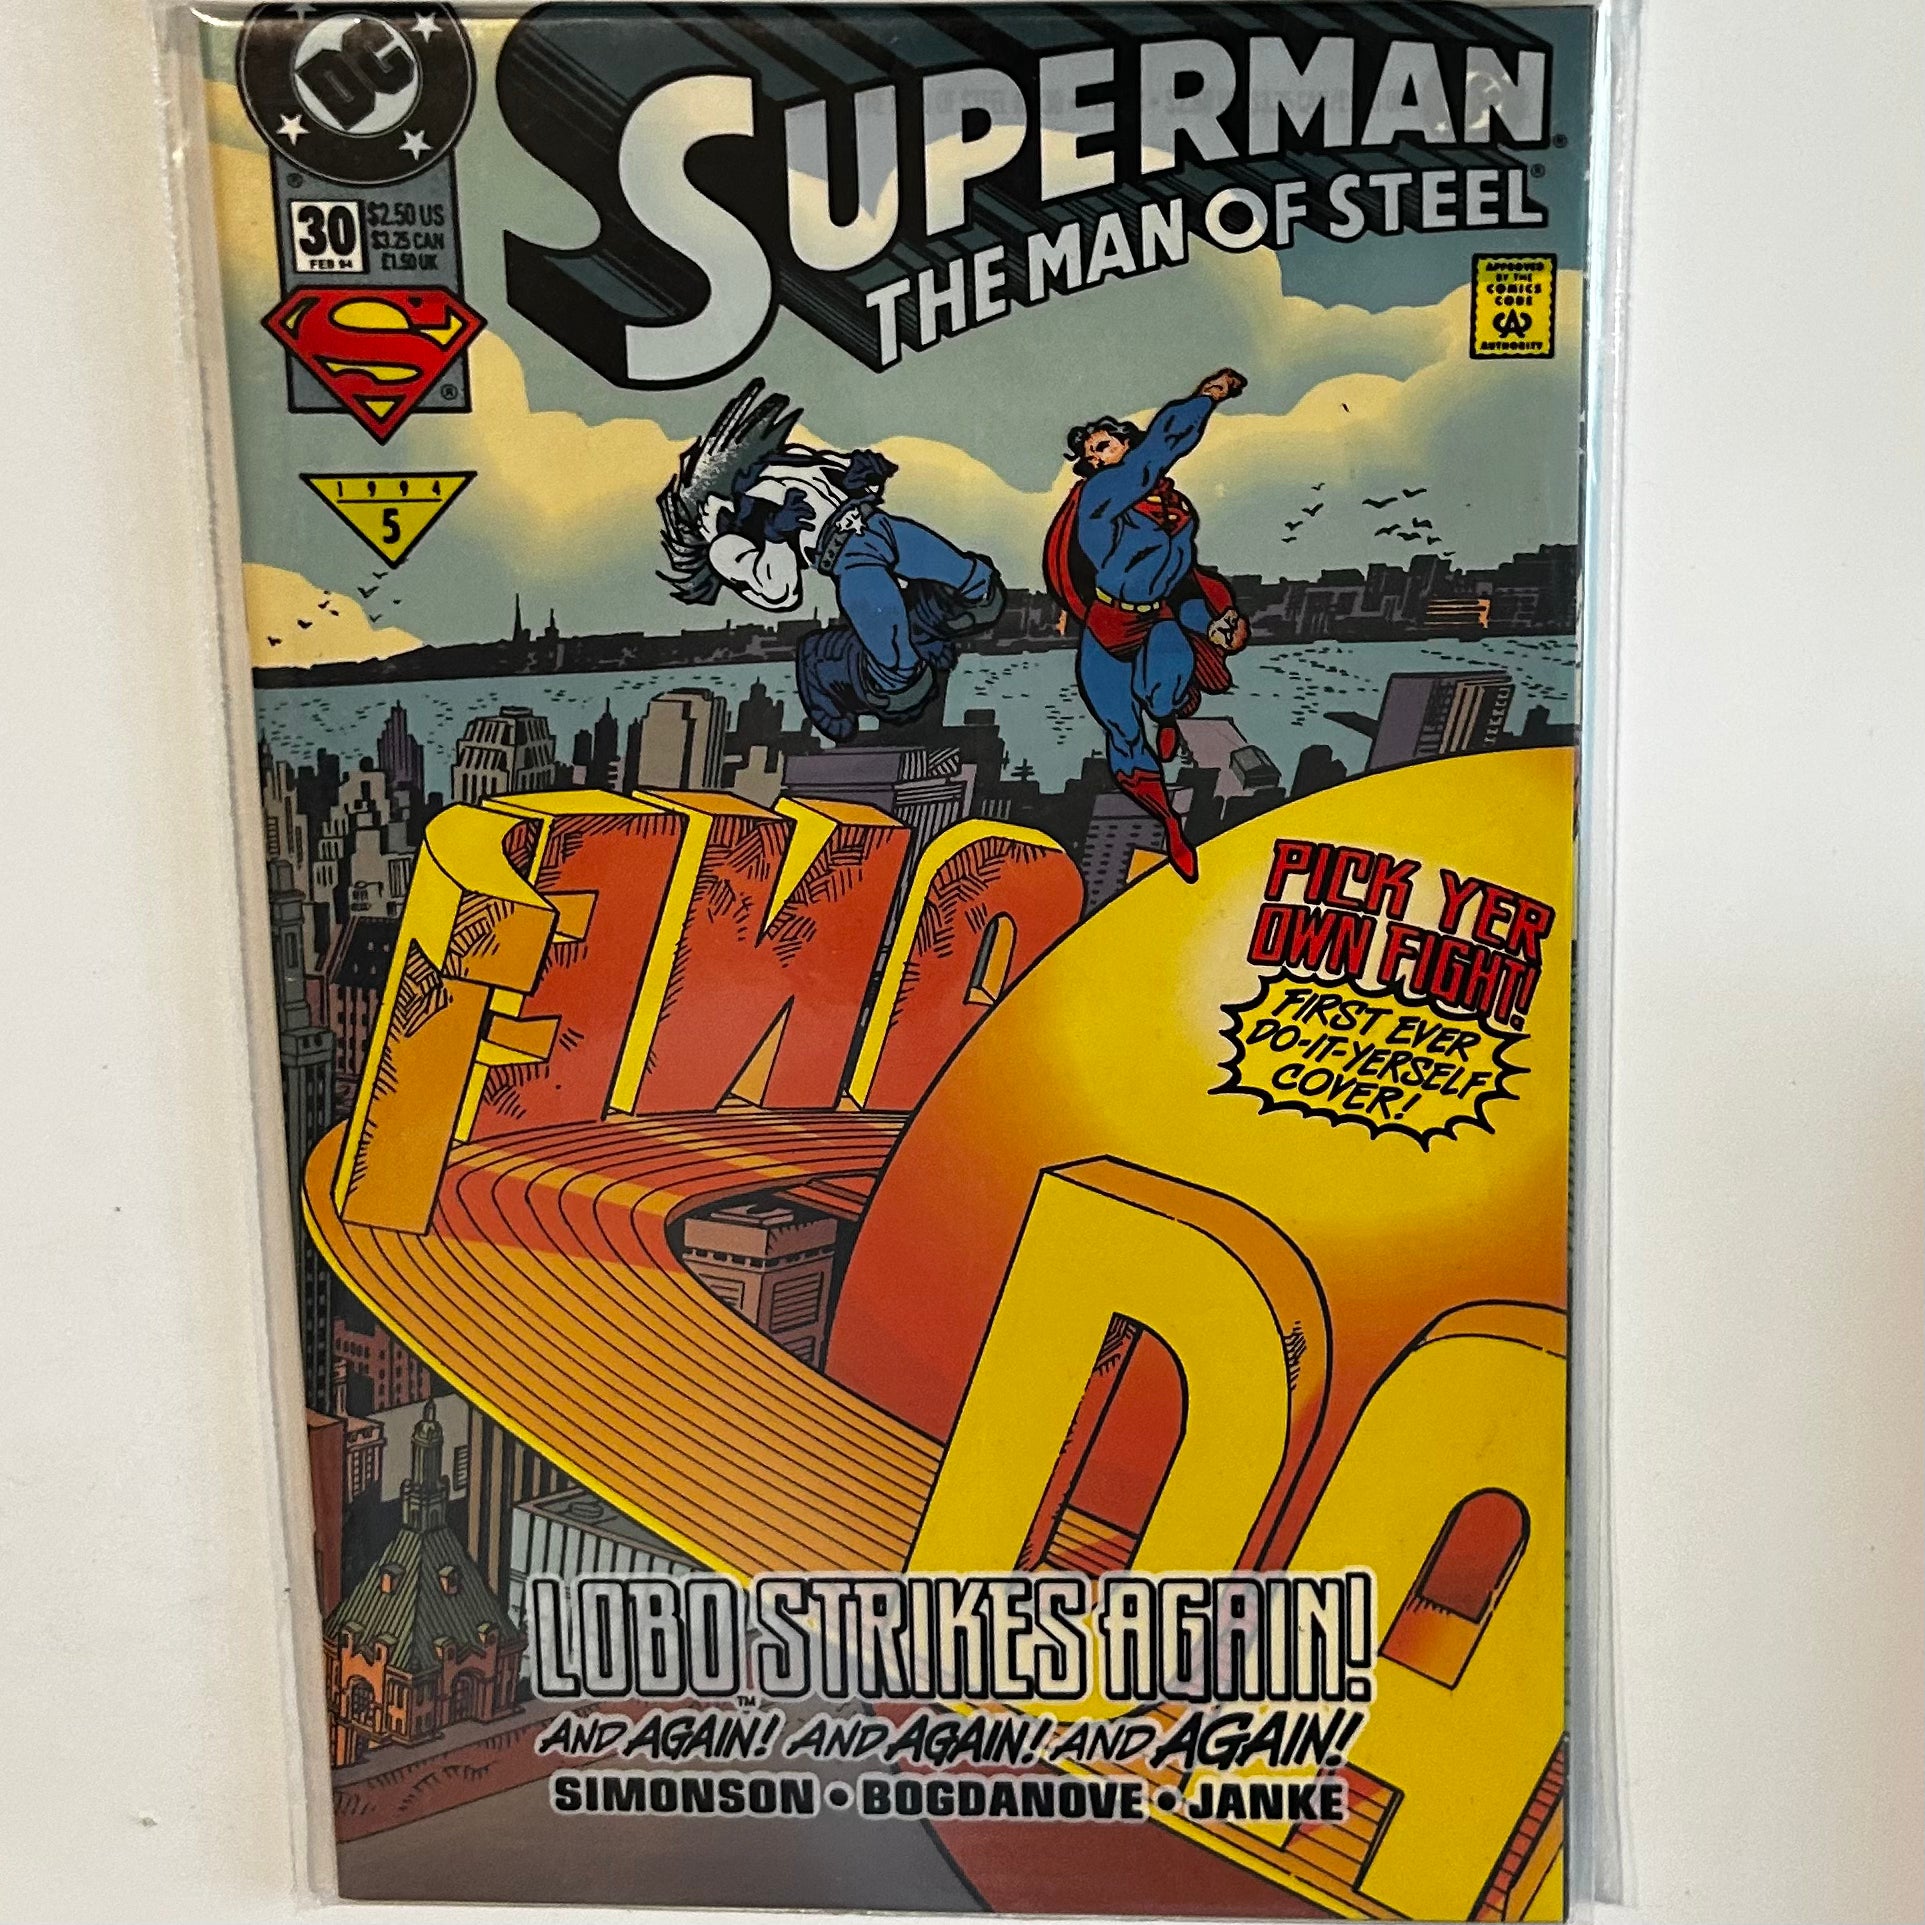 DC
SUPERMAN
THE MAN OF STEEL
30
FEB 94
$2.50 US
$3.25 CAN
£1.50 UK
S
1994
5
APPROVED
BY THE
COMICS
CODE
CA
AUTHORITY
PICK YER
OWN FIGHT!
FIRST EVER
DO-IT-YERSELF
COVER!
D
LOBO STRIKES AGAIN!
AND AGAIN! AND AGAIN! AND AGAIN!
SIMONSON • BOGDANOVE • JANKE